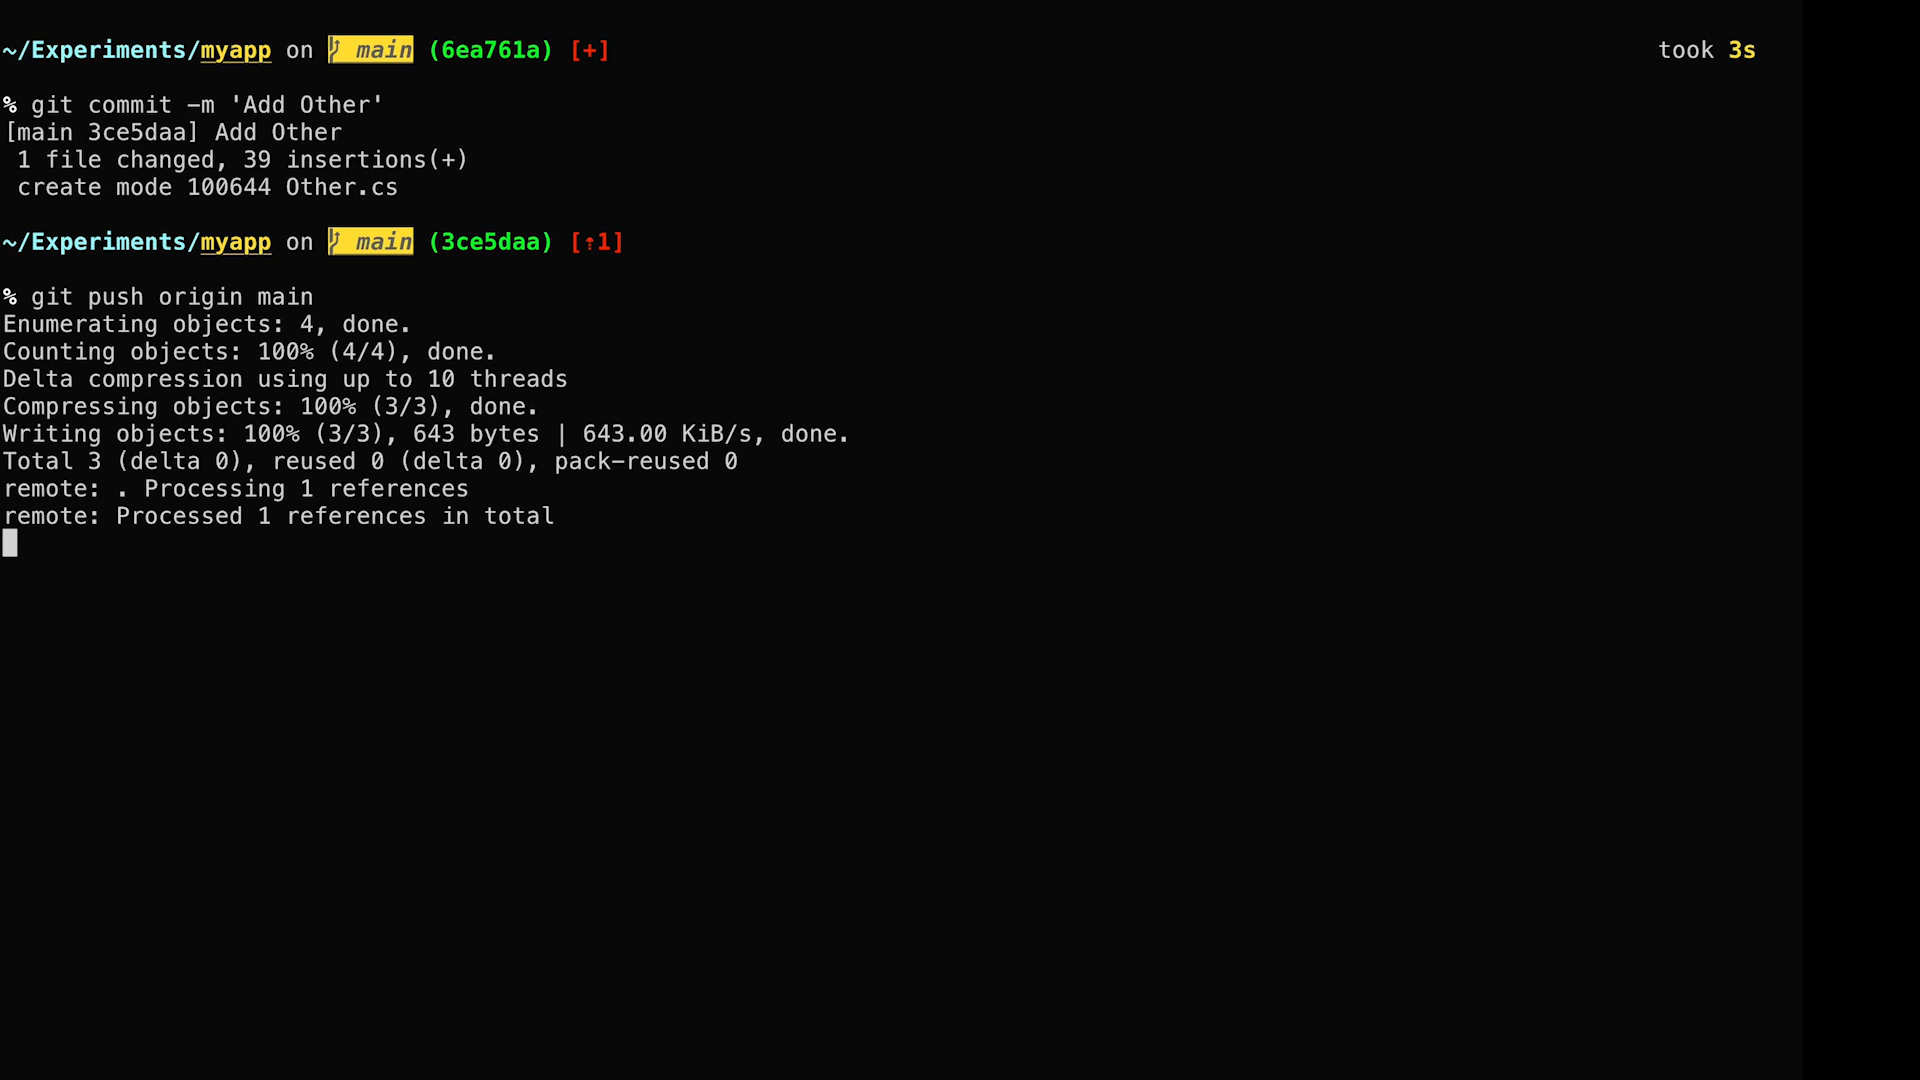 ~/Experiments/myapp on main (6ea761a) [+] took 3s
% git commit -m 'Add Other'
[main 3ce5daa] Add Other
1 file changed, 39 insertions(+)
create mode 100644 Other.cs
~/Experiments/myapp on main (3ce5daa) [⇡1]
% git push origin main
Enumerating objects: 4, done.
Counting objects: 100% (4/4), done.
Delta compression using up to 10 threads
Compressing objects: 100% (3/3), done.
Writing objects: 100% (3/3), 643 bytes | 643.00 KiB/s, done.
Total 3 (delta 0), reused 0 (delta 0), pack-reused 0
remote: . Processing 1 references
remote: Processed 1 references in total